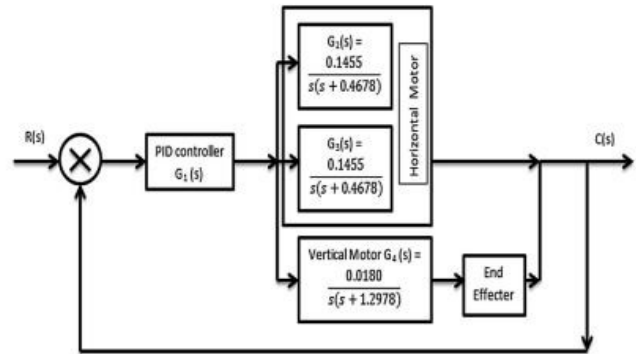 R(s)
PID controller
G₁ (s)
G₂(s) =
0.1455
s(s + 0.4678)
G₃(s) =
0.1455
s(s + 0.4678)
Horizontal Motor
Vertical Motor G₄ (s) =
0.0180
s(s + 1.2978)
End
Effecter
C(s)